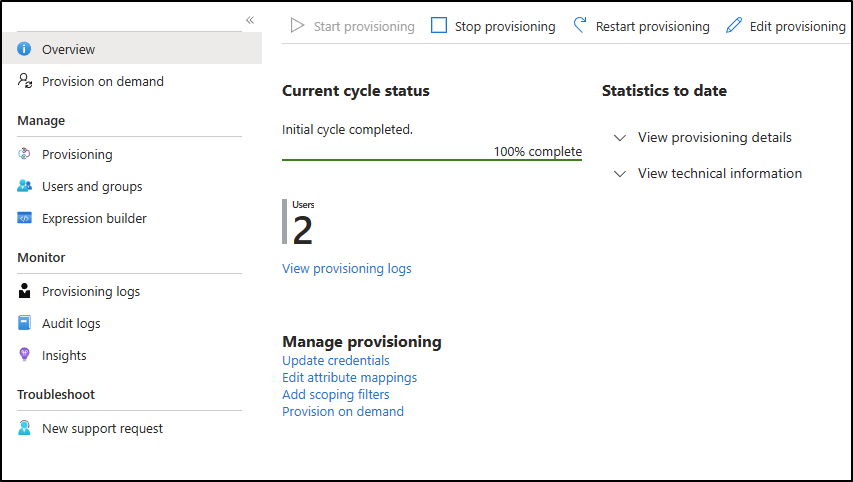 «
Overview
Provision on demand
Manage
Provisioning
Users and groups
Expression builder
Monitor
Provisioning logs
Audit logs
Insights
Troubleshoot
New support request
Start provisioning Stop provisioning Restart provisioning Edit provisioning
Current cycle status
Initial cycle completed.
100% complete
Users
2
View provisioning logs
Manage provisioning
Update credentials
Edit attribute mappings
Add scoping filters
Provision on demand
Statistics to date
View provisioning details
View technical information